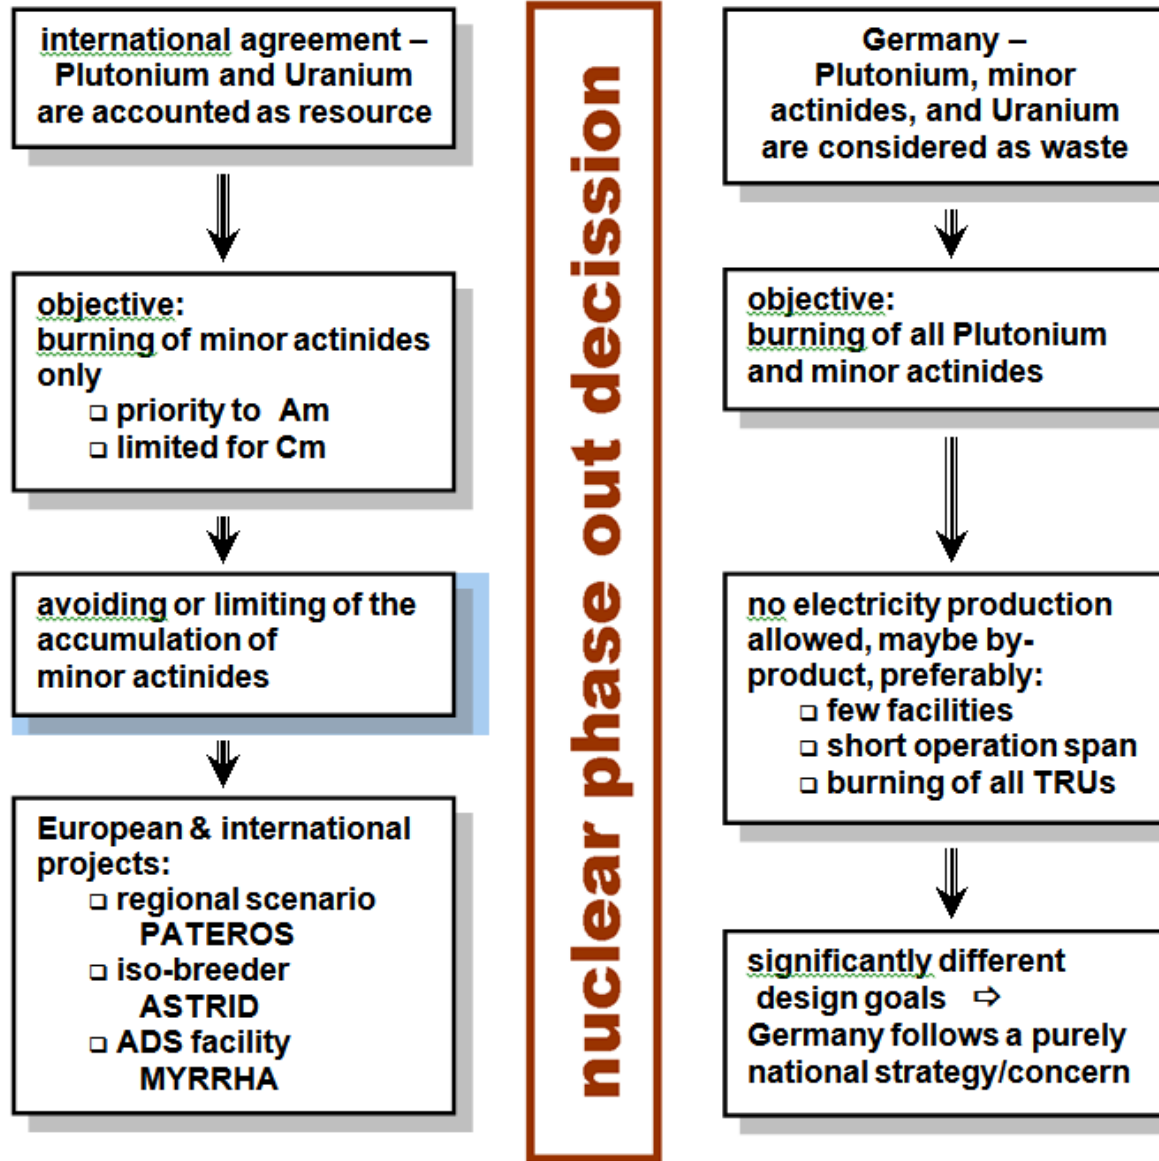 international agreement –
Plutonium and Uranium
are accounted as resource
objective:
burning of minor actinides
only
❑ priority to Am
❑ limited for Cm
avoiding or limiting of the
accumulation of
minor actinides
European & international
projects:
❑ regional scenario
PATEROS
❑ iso-breeder
ASTRID
❑ ADS facility
MYRRHA
nuclear phase out decission
Germany –
Plutonium, minor
actinides, and Uranium
are considered as waste
objective:
burning of all Plutonium
and minor actinides
no electricity production
allowed, maybe by-
product, preferably:
❑ few facilities
❑ short operation span
❑ burning of all TRUs
significantly different
design goals ⇨
Germany follows a purely
national strategy/concern